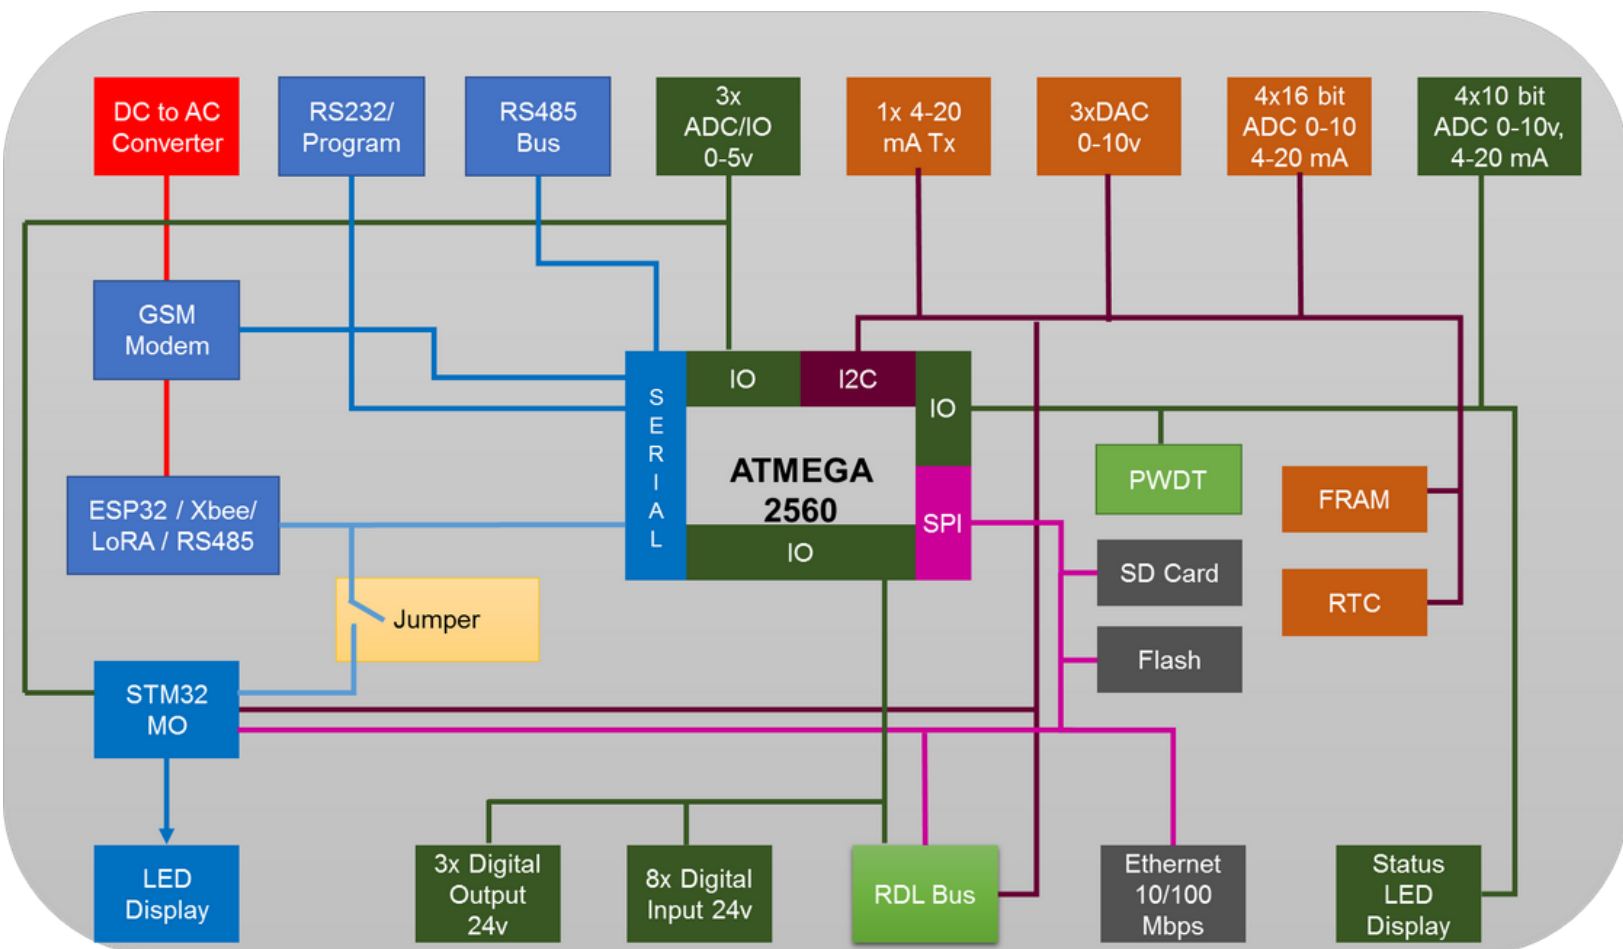 DC to AC
Converter
RS232/
Program
RS485
Bus
3x
ADC/IO
0-5v
1x 4-20
mA Tx
3xDAC
0-10v
4x16 bit
ADC 0-10
4-20 mA
4x10 bit
ADC 0-10v,
4-20 mA
GSM
Modem
SERIAL
IO
I2C
IO
ATMEGA
2560
SPI
IO
PWDT
FRAM
ESP32 / Xbee/
LoRA / RS485
SD Card
RTC
Jumper
Flash
STM32
MO
LED
Display
3x Digital
Output
24v
8x Digital
Input 24v
RDL Bus
Ethernet
10/100
Mbps
Status
LED
Display